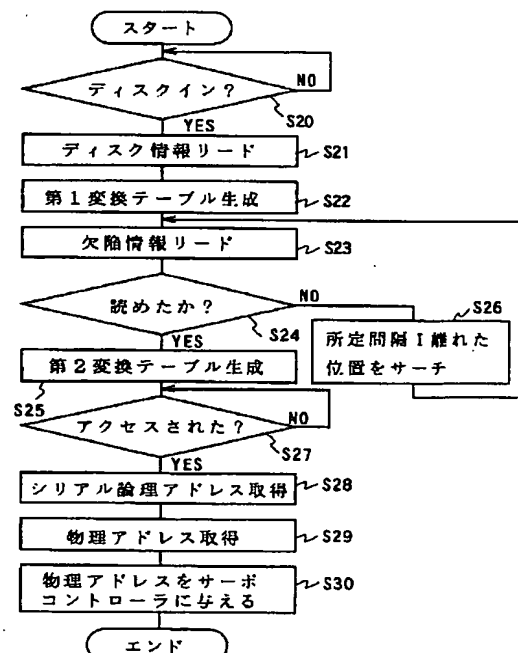 スタート
ディスクイン?
NO
S20
YES
ディスク情報リード
S21
第1変換テーブル生成
S22
欠陥情報リード
S23
読めたか?
NO
S24
S26
所定間隔I離れた
位置をサーチ
YES
第2変換テーブル生成
S25
アクセスされた?
NO
S27
YES
シリアル論理アドレス取得
S28
物理アドレス取得
S29
物理アドレスをサーボ
コントローラに与える
S30
エンド